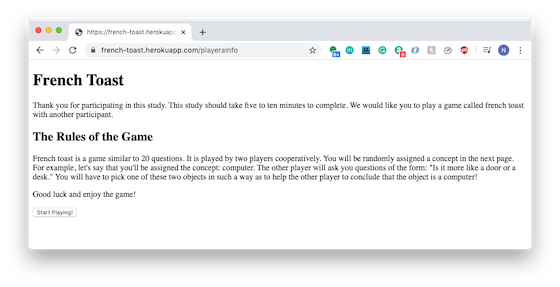 https://french-toast.herokuapp
french-toast.herokuapp.com/playerainfo
N
French Toast
Thank you for participating in this study. This study should take five to ten minutes to complete. We would like you to play a game called french toast
with another participant.
The Rules of the Game
French toast is a game similar to 20 questions. It is played by two players cooperatively. You will be randomly assigned a concept in the next page.
For example, let's say that you'll be assigned the concept: computer. The other player will ask you questions of the form: "Is it more like a door or a
desk." You will have to pick one of these two objects in such a way as to help the other player to conclude that the object is a computer!
Good luck and enjoy the game!
Start Playing!